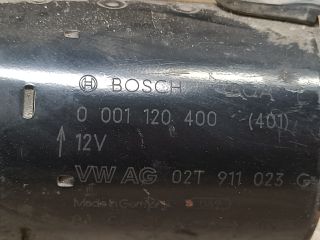 BOSCH
0 001 120 400 (401)
12V
VW AG 02T 911 023 G
Made in Germany